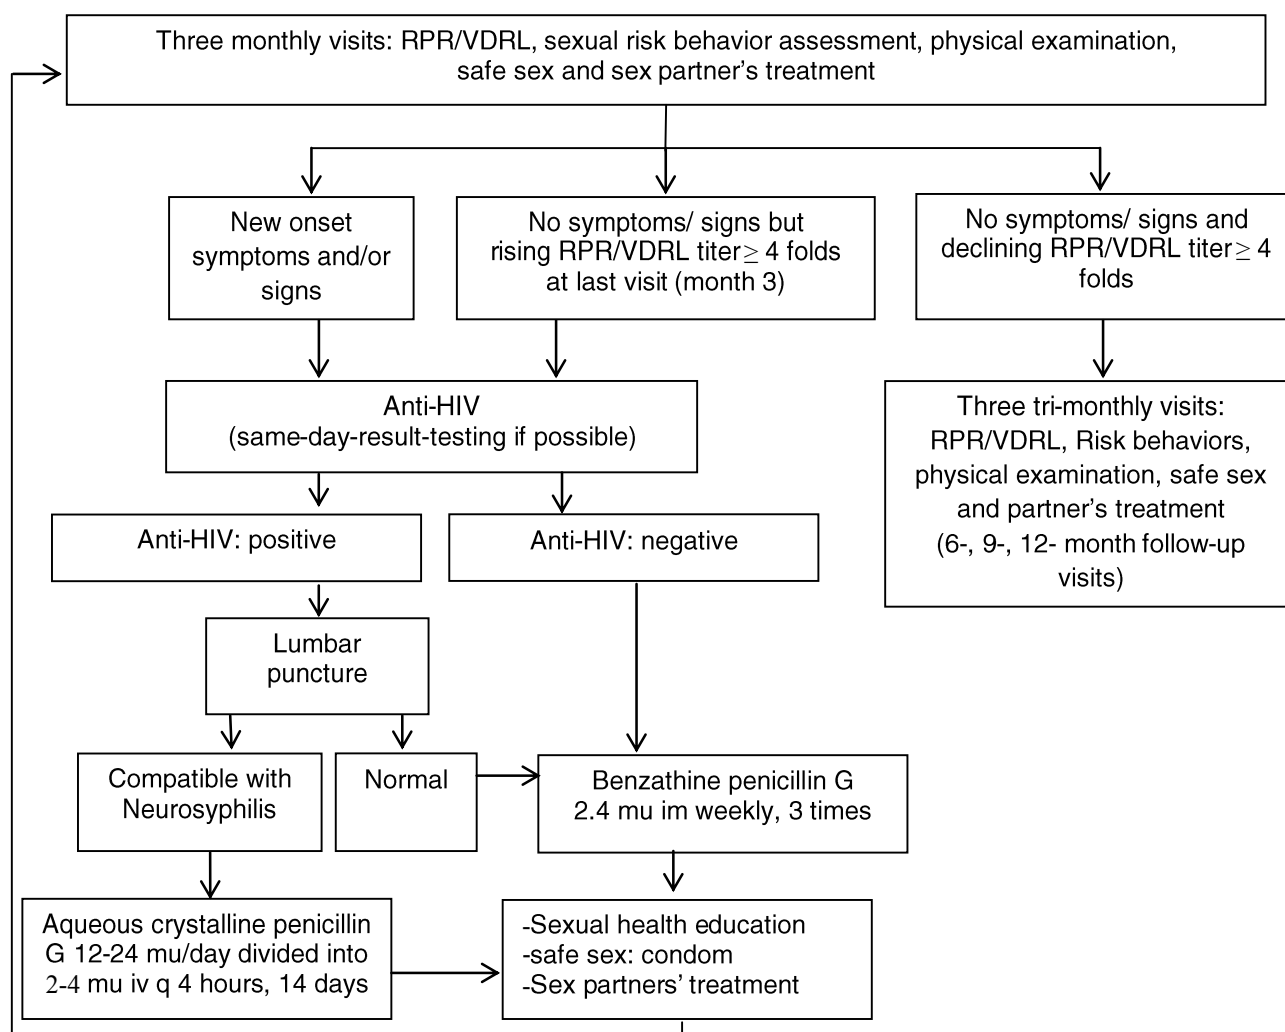 Three monthly visits: RPR/VDRL, sexual risk behavior assessment, physical examination,
safe sex and sex partner's treatment
New onset
symptoms and/or
signs
No symptoms/ signs but
rising RPR/VDRL titer≥ 4 folds
at last visit (month 3)
No symptoms/ signs and
declining RPR/VDRL titer≥ 4
folds
Anti-HIV
(same-day-result-testing if possible)
Three tri-monthly visits:
RPR/VDRL, Risk behaviors,
physical examination, safe sex
and partner's treatment
(6-, 9-, 12- month follow-up
visits)
Anti-HIV: positive
Anti-HIV: negative
Lumbar
puncture
Compatible with
Neurosyphilis
Normal
Benzathine penicillin G
2.4 mu im weekly, 3 times
Aqueous crystalline penicillin
G 12-24 mu/day divided into
2-4 mu iv q 4 hours, 14 days
-Sexual health education
-safe sex: condom
-Sex partners' treatment